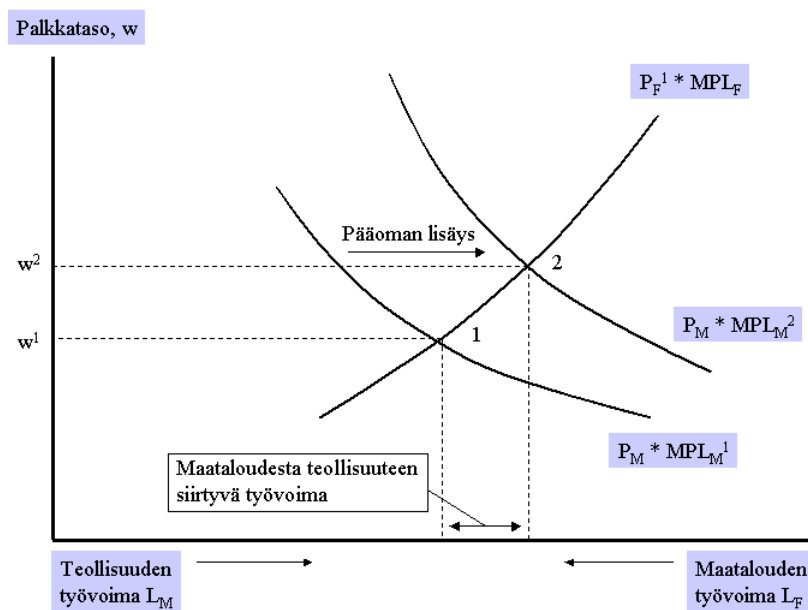 Palkkataso, w
P_F^1 * MPL_F
Pääoman lisäys
w^2
2
w^1
1
P_M * MPL_M^2
P_M * MPL_M^1
Maataloudesta teollisuuteen
siirtyvä työvoima
Teollisuuden
työvoima L_M
Maatalouden
työvoima L_F